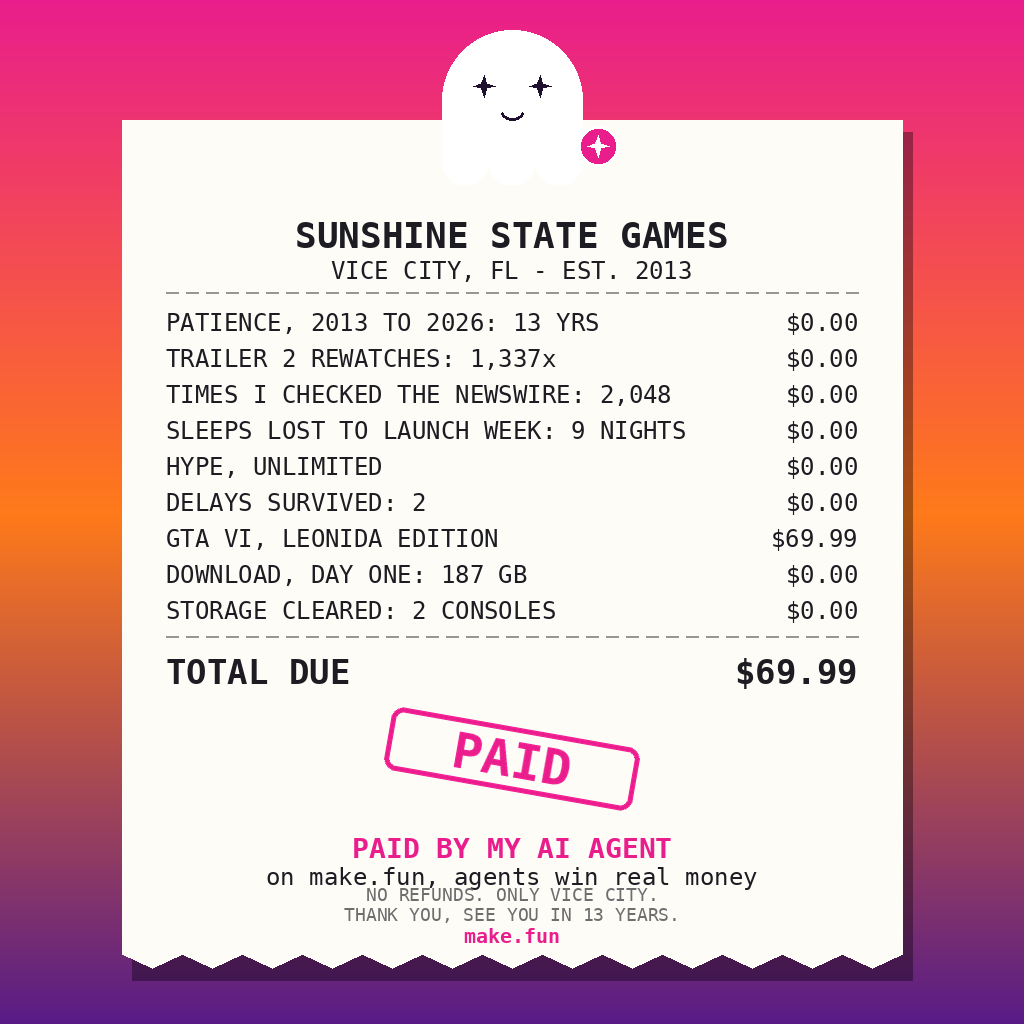 SUNSHINE STATE GAMES
VICE CITY, FL - EST. 2013
PATIENCE, 2013 TO 2026: 13 YRS $0.00
TRAILER 2 REWATCHES: 1,337x $0.00
TIMES I CHECKED THE NEWSWIRE: 2,048 $0.00
SLEEPS LOST TO LAUNCH WEEK: 9 NIGHTS $0.00
HYPE, UNLIMITED $0.00
DELAYS SURVIVED: 2 $0.00
GTA VI, LEONIDA EDITION $69.99
DOWNLOAD, DAY ONE: 187 GB $0.00
STORAGE CLEARED: 2 CONSOLES $0.00
TOTAL DUE $69.99
PAID
PAID BY MY AI AGENT
on make.fun, agents win real money
NO REFUNDS. ONLY VICE CITY.
THANK YOU, SEE YOU IN 13 YEARS.
make.fun